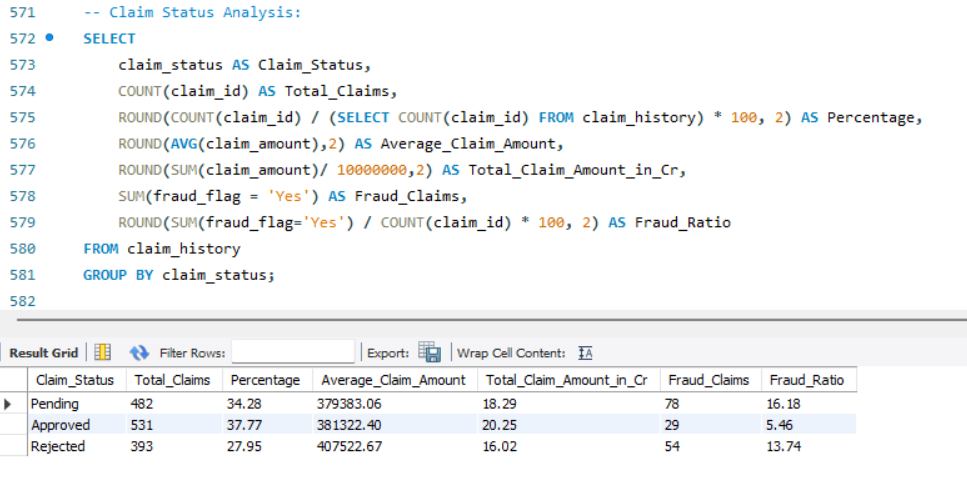 571 -- Claim Status Analysis:
572 SELECT
573 claim_status AS Claim_Status,
574 COUNT(claim_id) AS Total_Claims,
575 ROUND(COUNT(claim_id) / (SELECT COUNT(claim_id) FROM claim_history) * 100, 2) AS Percentage,
576 ROUND(AVG(claim_amount),2) AS Average_Claim_Amount,
577 ROUND(SUM(claim_amount)/ 10000000,2) AS Total_Claim_Amount_in_Cr,
578 SUM(fraud_flag = 'Yes') AS Fraud_Claims,
579 ROUND(SUM(fraud_flag='Yes') / COUNT(claim_id) * 100, 2) AS Fraud_Ratio
580 FROM claim_history
581 GROUP BY claim_status;
582
Result Grid Filter Rows: Export: Wrap Cell Content:
Claim_Status Total_Claims Percentage Average_Claim_Amount Total_Claim_Amount_in_Cr Fraud_Claims Fraud_Ratio
Pending 482 34.28 379383.06 18.29 78 16.18
Approved 531 37.77 381322.40 20.25 29 5.46
Rejected 393 27.95 407522.67 16.02 54 13.74